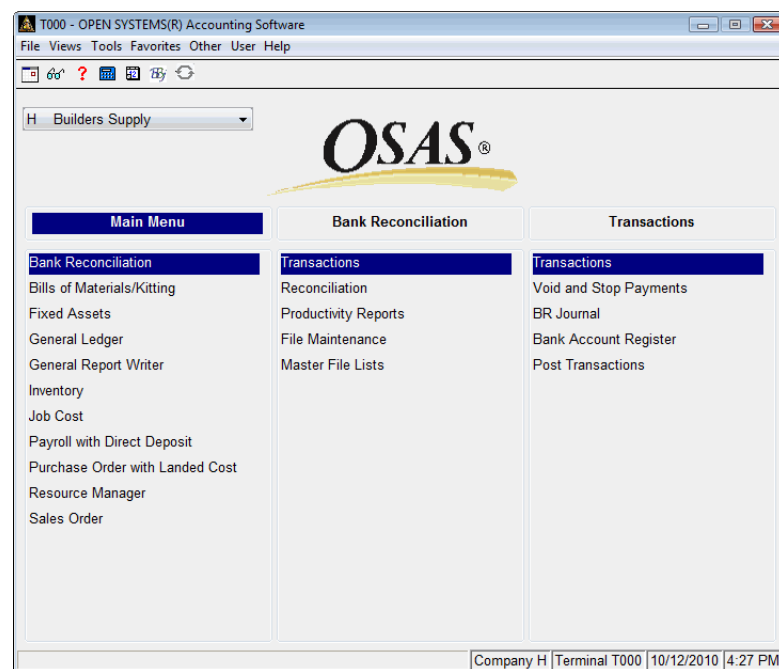 T000 - OPEN SYSTEMS(R) Accounting Software
File Views Tools Favorites Other User Help
H Builders Supply
OSAS®
Main Menu
Bank Reconciliation
Transactions
Bank Reconciliation
Bills of Materials/Kitting
Fixed Assets
General Ledger
General Report Writer
Inventory
Job Cost
Payroll with Direct Deposit
Purchase Order with Landed Cost
Resource Manager
Sales Order
Transactions
Reconciliation
Productivity Reports
File Maintenance
Master File Lists
Transactions
Void and Stop Payments
BR Journal
Bank Account Register
Post Transactions
Company H Terminal T000 10/12/2010 4:27 PM